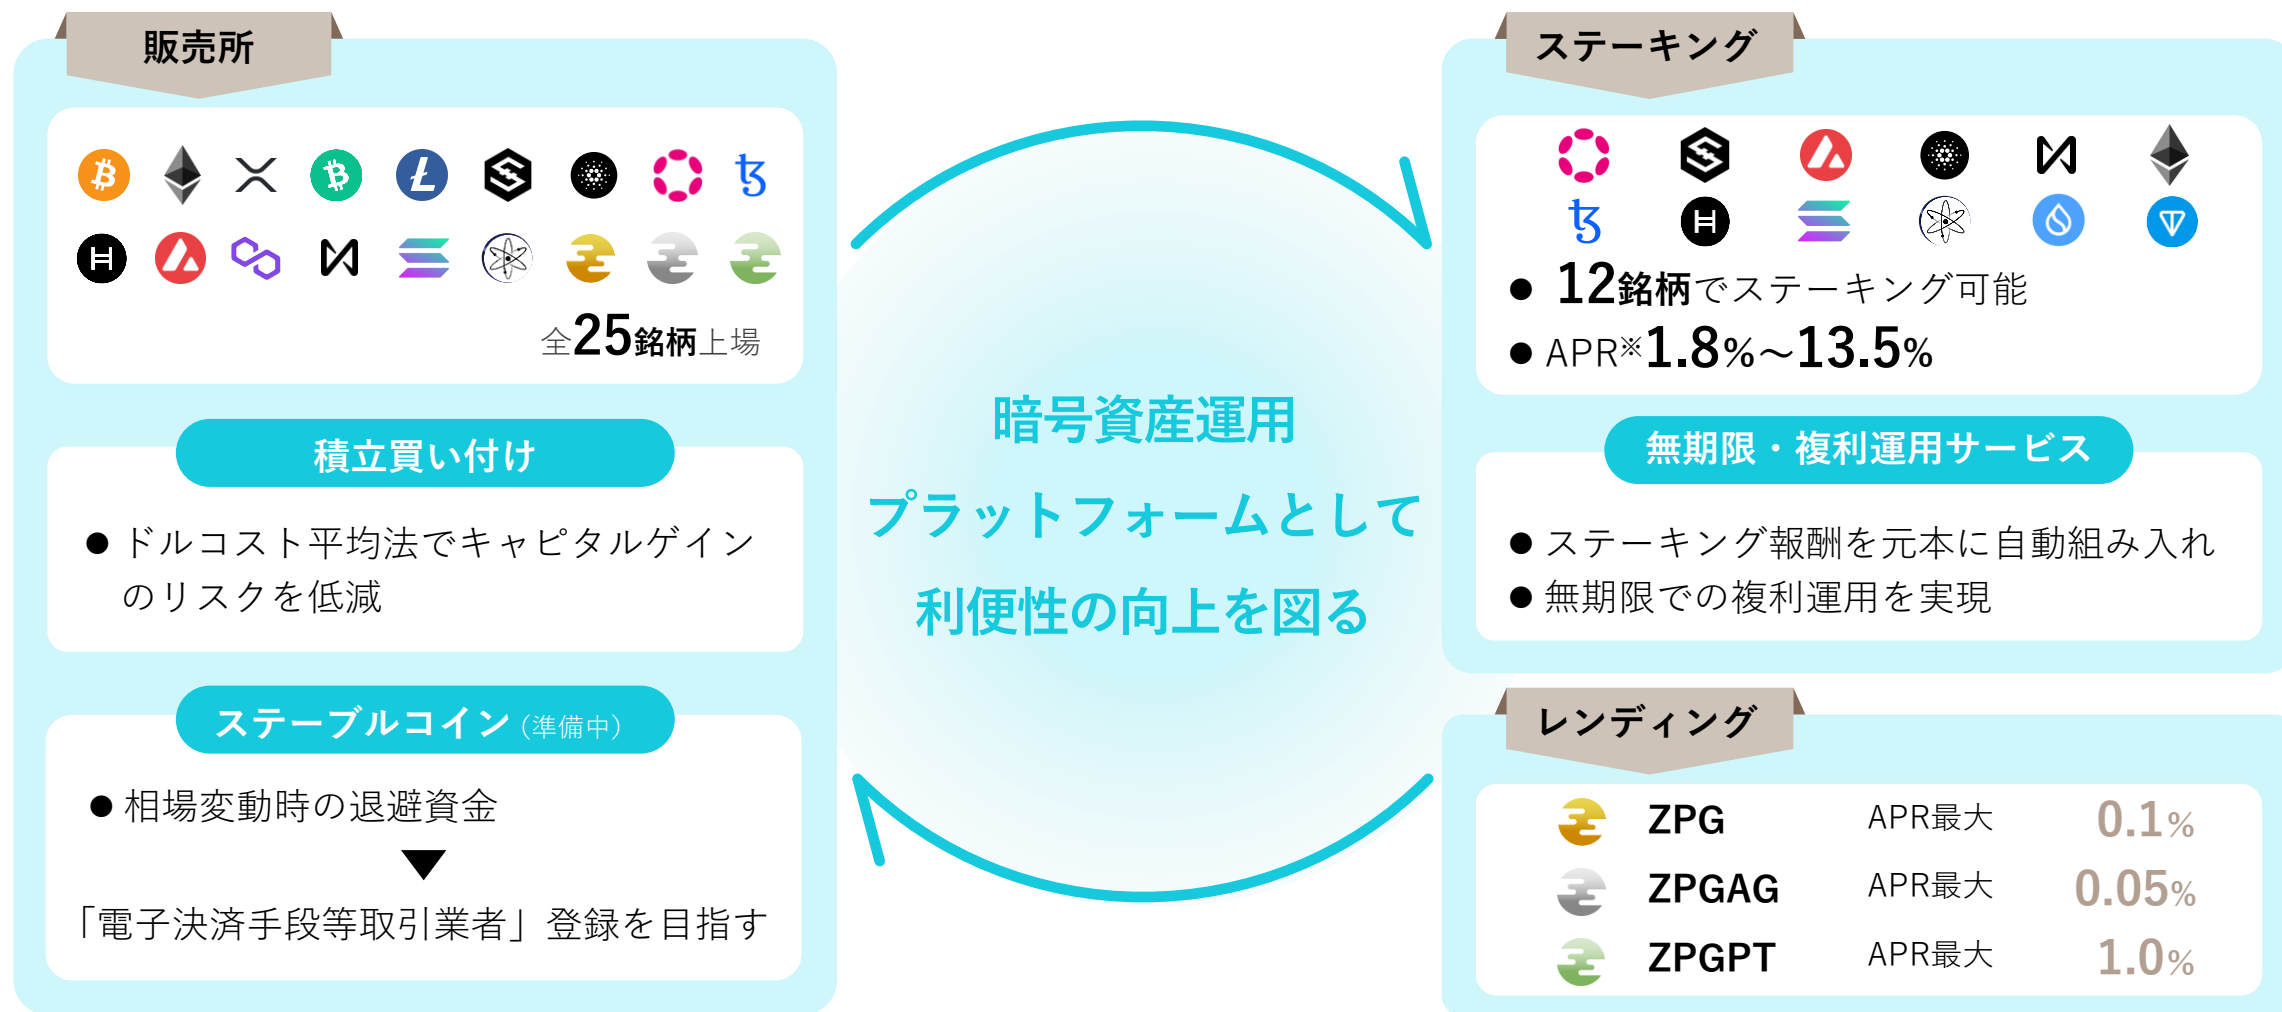 販売所
全25銘柄上場
積立買い付け
● ドルコスト平均法でキャピタルゲイン
のリスクを低減
ステーブルコイン（準備中）
● 相場変動時の退避資金
▼
「電子決済手段等取引業者」登録を目指す
暗号資産運用
プラットフォームとして
利便性の向上を図る
ステーキング
● 12銘柄でステーキング可能
● APR※1.8%～13.5%
無期限・複利運用サービス
● ステーキング報酬を元本に自動組み入れ
● 無期限での複利運用を実現
レンディング
ZPG APR最大 0.1%
ZPGAG APR最大 0.05%
ZPGPT APR最大 1.0%